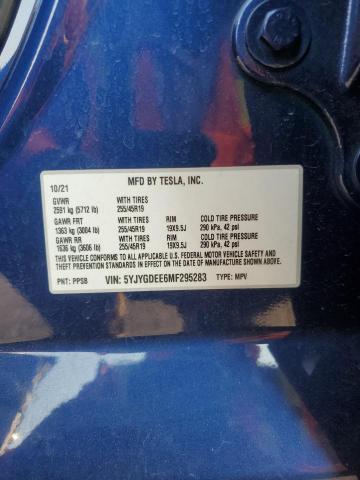 MFD BY TESLA, INC.
10/21
GVWR WITH TIRES
2591 kg (5712 lb) 255/45R19
GAWR FRT WITH TIRES RIM COLD TIRE PRESSURE
1363 kg (3004 lb) 255/45R19 19X9.5J 290 kPa, 42 psi
GAWR RR WITH TIRES RIM COLD TIRE PRESSURE
1636 kg (3606 lb) 255/45R19 19X9.5J 290 kPa, 42 psi
THIS VEHICLE CONFORMS TO ALL APPLICABLE U.S.
FEDERAL MOTOR VEHICLE SAFETY, BUMPER AND
THEFT PREVENTION STANDARDS IN EFFECT ON THE
DATE OF MANUFACTURE SHOWN ABOVE
PNT: PPSB VIN: 5YJYGDEE6MF295283 TYPE: MPV